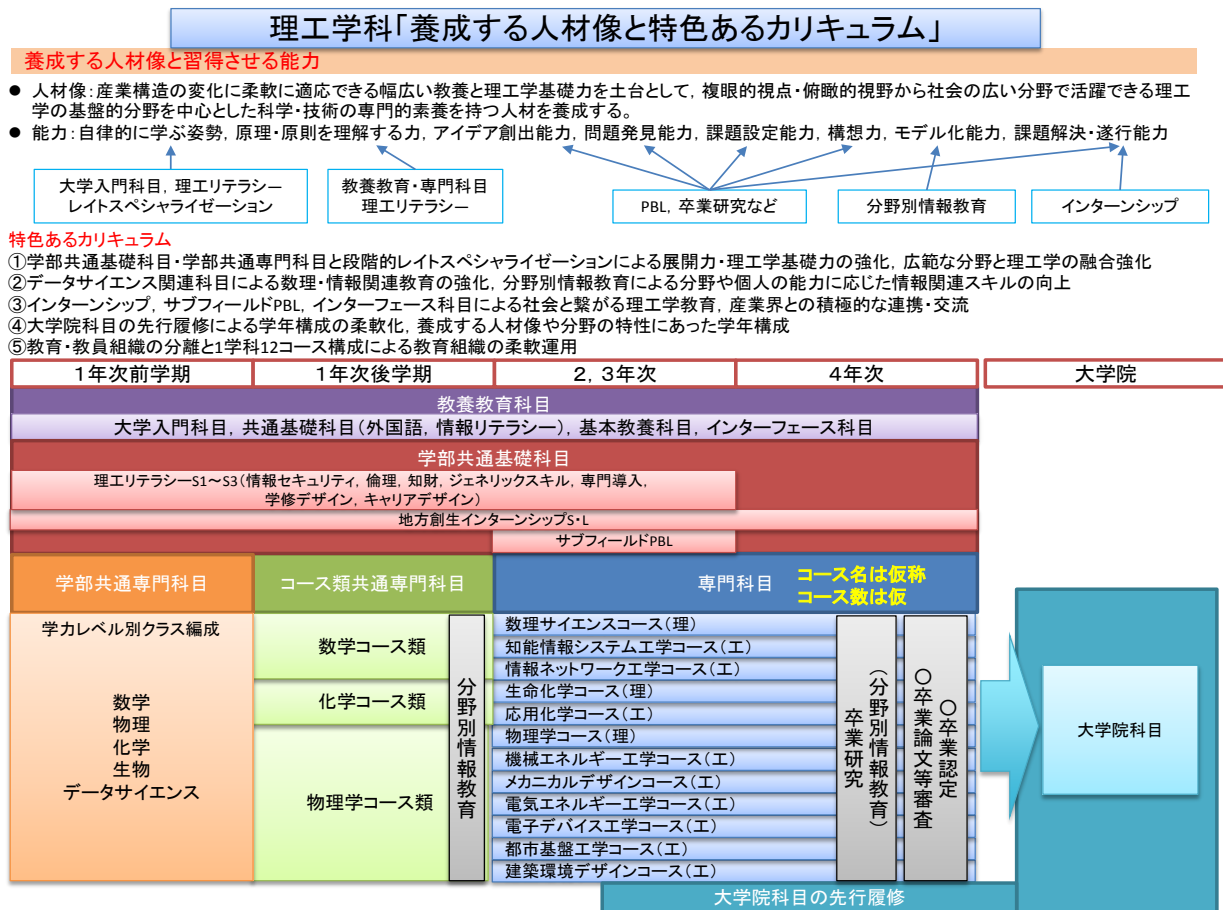 理工学科「養成する人材像と特色あるカリキュラム」
養成する人材像と習得させる能力
● 人材像：産業構造の変化に柔軟に適応できる幅広い教養と理工学基礎力を土台として，複眼的視点・俯瞰的視野から社会の広い分野で活躍できる理工
学の基盤的分野を中心とした科学・技術の専門的素養を持つ人材を養成する。
● 能力：自律的に学ぶ姿勢，原理・原則を理解する力，アイデア創出能力，問題発見能力，課題設定能力，構想力，モデル化能力，課題解決・遂行能力
大学入門科目，理工リテラシー
レイトスペシャライゼーション
教養教育・専門科目
理工リテラシー
PBL，卒業研究など
分野別情報教育
インターンシップ
特色あるカリキュラム
①学部共通基礎科目・学部共通専門科目と段階的レイトスペシャライゼーションによる展開力・理工学基礎力の強化，広範な分野と理工学の融合強化
②データサイエンス関連科目による数理・情報関連教育の強化，分野別情報教育による分野や個人の能力に応じた情報関連スキルの向上
③インターンシップ，サブフィールドPBL，インターフェース科目による社会と繋がる理工学教育，産業界との積極的な連携・交流
④大学院科目の先行履修による学年構成の柔軟化，養成する人材像や分野の特性にあった学年構成
⑤教育・教員組織の分離と1学科12コース構成による教育組織の柔軟運用
１年次前学期
１年次後学期
２，３年次
４年次
大学院
教養教育科目
大学入門科目，共通基礎科目（外国語，情報リテラシー），基本教養科目，インターフェース科目
学部共通基礎科目
理工リテラシーS1～S3（情報セキュリティ，倫理，知財，ジェネリックスキル，専門導入，
学修デザイン，キャリアデザイン）
地方創生インターンシップS・L
サブフィールドPBL
学部共通専門科目
コース類共通専門科目
専門科目
コース名は仮称
コース数は仮
学力レベル別クラス編成
数学
物理
化学
生物
データサイエンス
数学コース類
化学コース類
物理学コース類
分野別情報教育
数理サイエンスコース（理）
知能情報システム工学コース（工）
情報ネットワーク工学コース（工）
生命化学コース（理）
応用化学コース（工）
物理学コース（理）
機械エネルギー工学コース（工）
メカニカルデザインコース（工）
電気エネルギー工学コース（工）
電子デバイス工学コース（工）
都市基盤工学コース（工）
建築環境デザインコース（工）
（分野別情報教育）
卒業研究
○卒業認定
○卒業論文等審査
大学院科目
大学院科目の先行履修